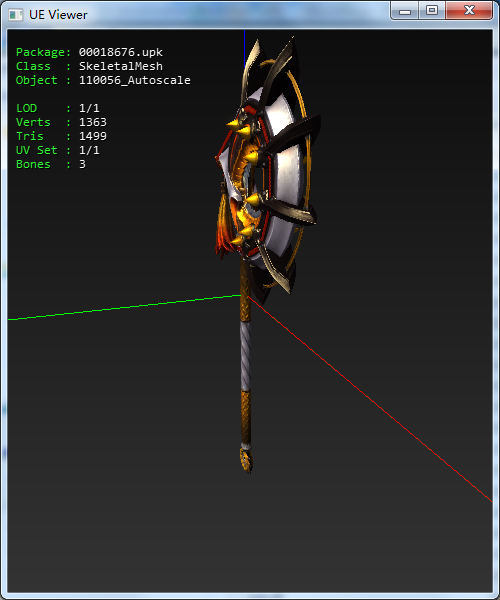 UE Viewer
Package: 00018676.upk
Class : SkeletalMesh
Object : 110056_Autoscale
LOD : 1/1
Verts : 1363
Tris : 1499
UV Set : 1/1
Bones : 3